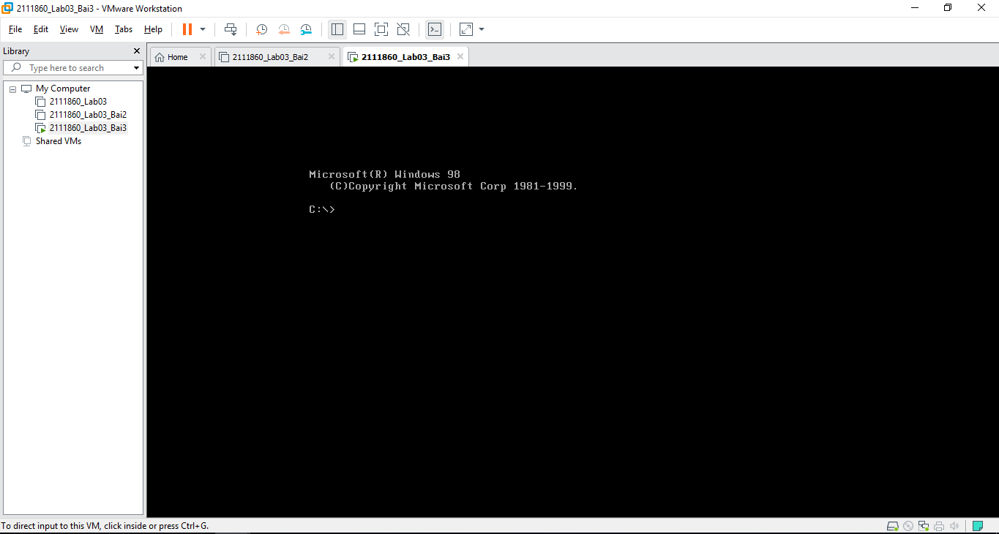 2111860_Lab03_Bai3 - VMware Workstation
File Edit View VM Tabs Help
Library
Type here to search
My Computer
2111860_Lab03
2111860_Lab03_Bai2
2111860_Lab03_Bai3
Shared VMs
Home 2111860_Lab03_Bai2 2111860_Lab03_Bai3
Microsoft(R) Windows 98
(C)Copyright Microsoft Corp 1981-1999.
C:\>
To direct input to this VM, click inside or press Ctrl+G.